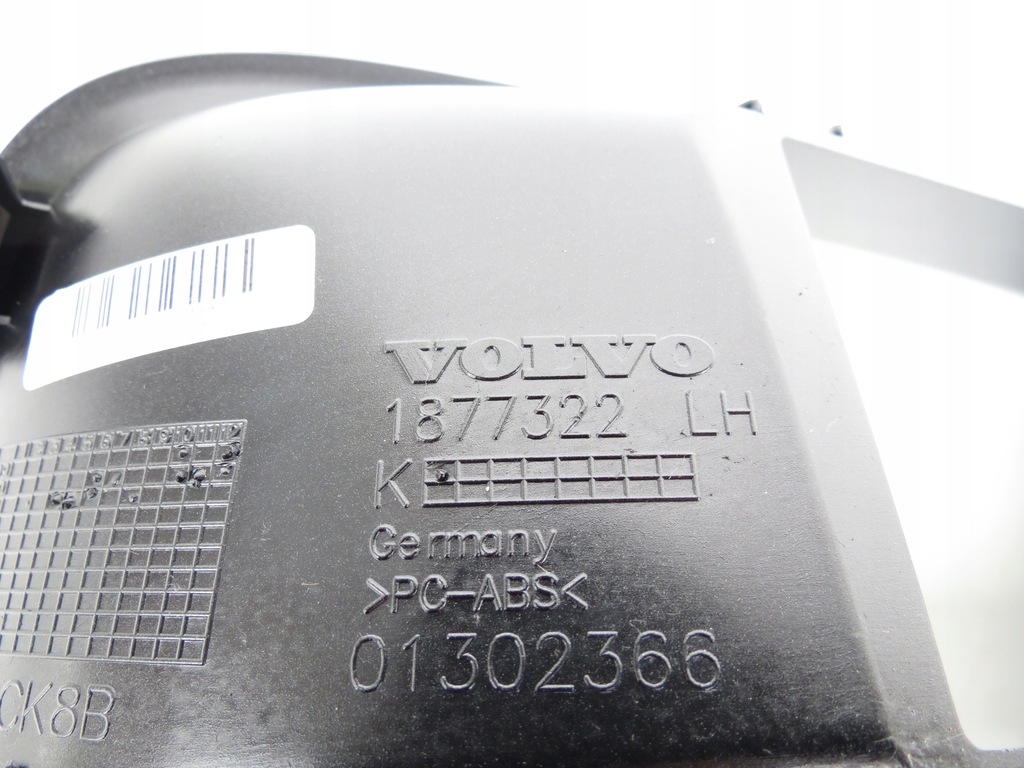 VOLVO
1877322 LH
K
Germany
>PC-ABS<
01302366
CK8B